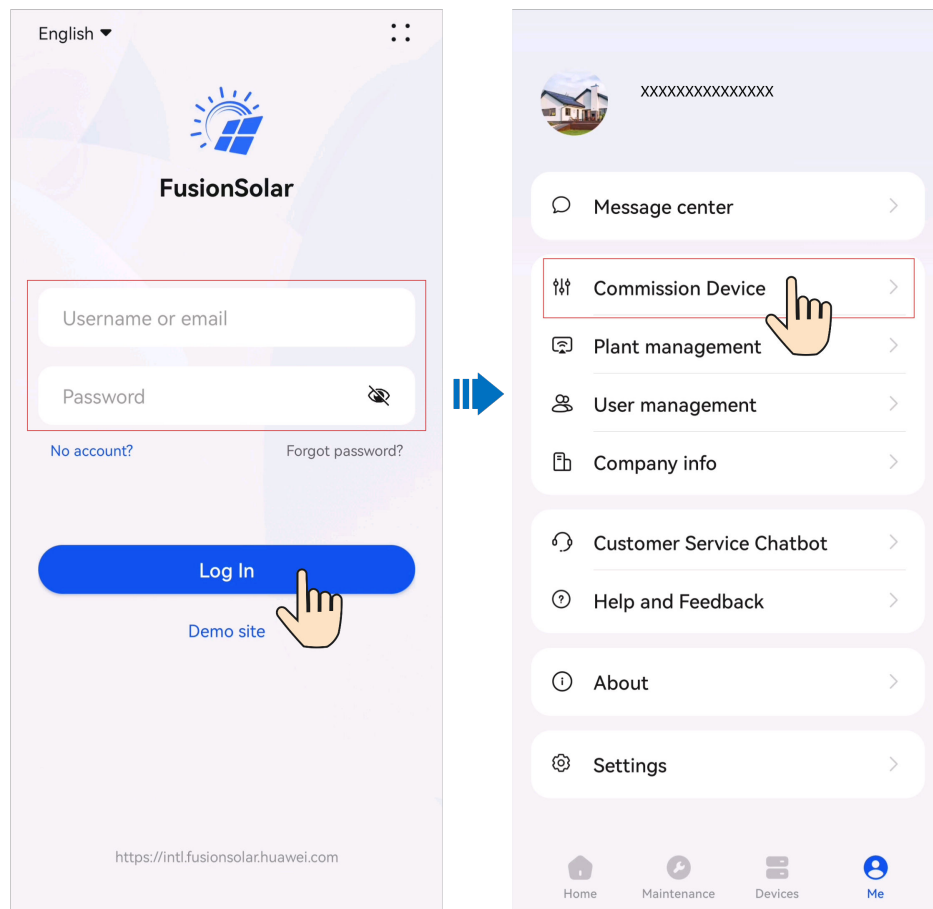 English
FusionSolar
Username or email
Password
No account?
Forgot password?
Log In
Demo site
https://intl.fusionsolar.huawei.com
XXXXXXXXXXXXXXX
Message center
Commission Device
Plant management
User management
Company info
Customer Service Chatbot
Help and Feedback
About
Settings
Home
Maintenance
Devices
Me